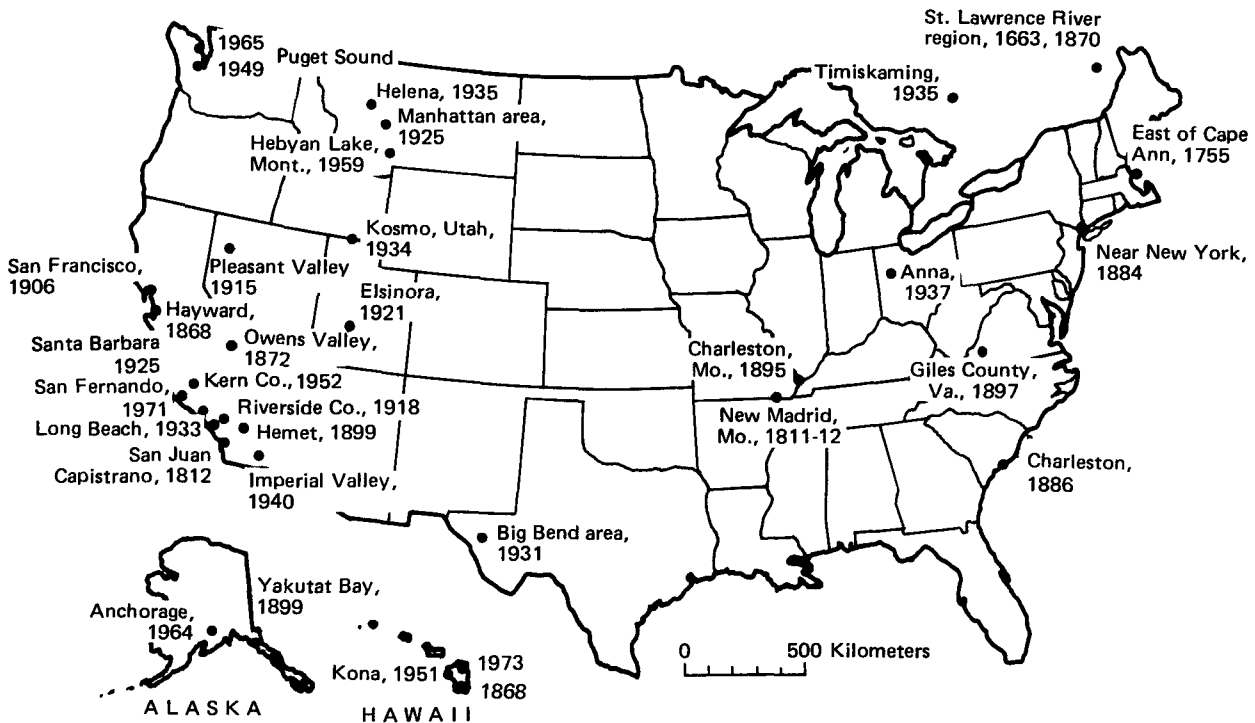 St. Lawrence River
region, 1663, 1870
1965
1949
Puget Sound
Timiskaming,
1935
Helena, 1935
Manhattan area,
1925
Hebyan Lake,
Mont., 1959
East of Cape
Ann, 1755
Kosmo, Utah,
1934
Near New York,
1884
San Francisco,
1906
Pleasant Valley
1915
Anna,
1937
Elsinora,
1921
Hayward,
1868
Owens Valley,
1872
Santa Barbara
1925
Charleston,
Mo., 1895
Giles County,
Va., 1897
Kern Co., 1952
San Fernando,
1971
Riverside Co., 1918
Long Beach, 1933
Hemet, 1899
New Madrid,
Mo., 1811-12
San Juan
Capistrano, 1812
Charleston,
1886
Imperial Valley,
1940
Big Bend area,
1931
Yakutat Bay,
1899
Anchorage,
1964
0 500 Kilometers
Kona, 1951
1973
1868
ALASKA
HAWAII